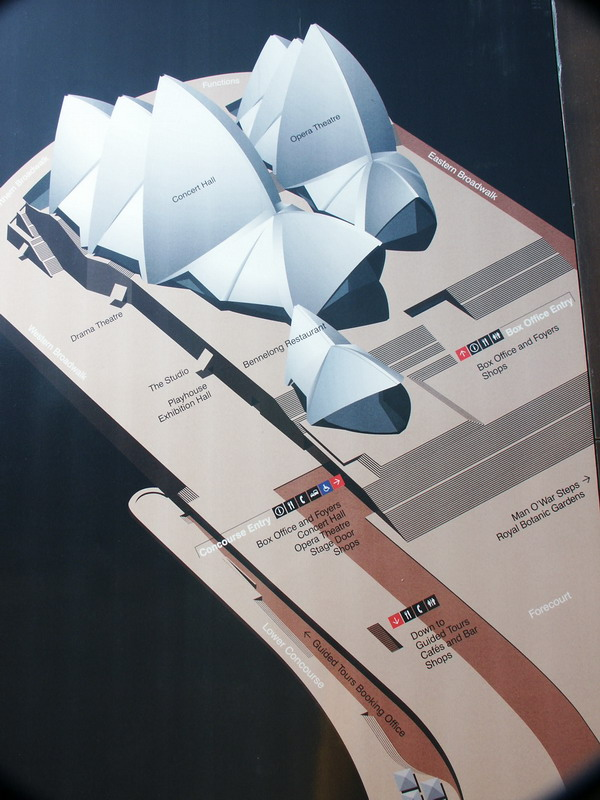 Functions
Opera Theatre
Eastern Broadwalk
Concert Hall
Broadwalk
Drama Theatre
Western Broadwalk
Bennelong Restaurant
Box Office Entry
Box Office and Foyers
Shops
The Studio
Playhouse
Exhibition Hall
Man O'War Steps →
Royal Botanic Gardens
Concourse Entry
Box Office and Foyers
Concert Hall
Opera Theatre
Stage Door
Shops
Forecourt
Down to
Guided Tours
Cafés and Bar
Shops
Lower Concourse
← Guided Tours Booking Office